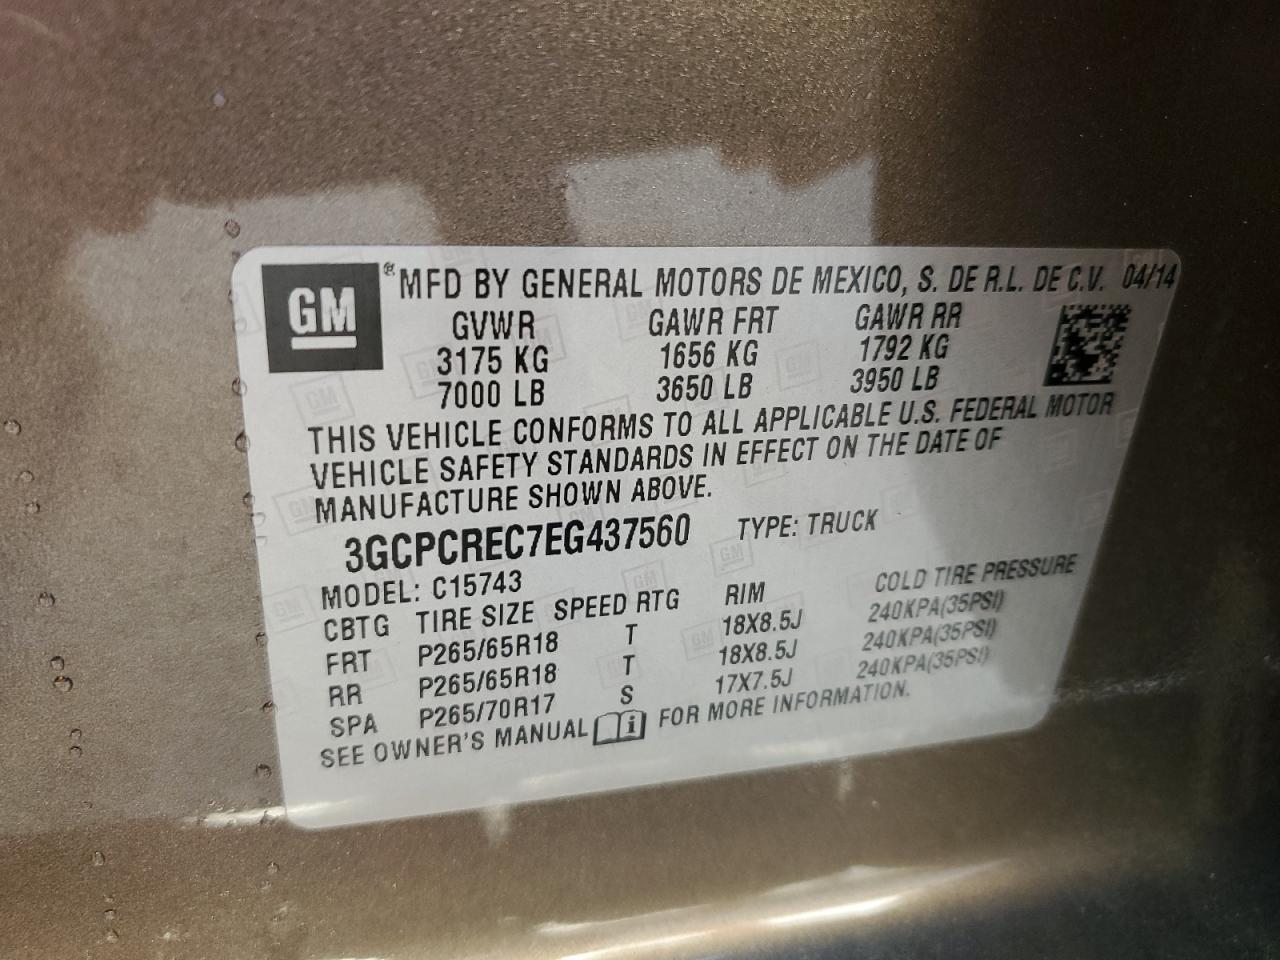 GM ® MFD BY GENERAL MOTORS DE MEXICO, S. DE R.L. DE C.V. 04/14
GVWR GAWR FRT GAWR RR
3175 KG 1656 KG 1792 KG
7000 LB 3650 LB 3950 LB
THIS VEHICLE CONFORMS TO ALL APPLICABLE U.S. FEDERAL MOTOR
VEHICLE SAFETY STANDARDS IN EFFECT ON THE DATE OF
MANUFACTURE SHOWN ABOVE.
3GCPCREC7EG437560 TYPE: TRUCK
MODEL: C15743
CBTG TIRE SIZE SPEED RTG RIM COLD TIRE PRESSURE
FRT P265/65R18 T 18X8.5J 240KPA(35PSI)
RR P265/65R18 T 18X8.5J 240KPA(35PSI)
SPA P265/70R17 S 17X7.5J 240KPA(35PSI)
SEE OWNER'S MANUAL i FOR MORE INFORMATION.